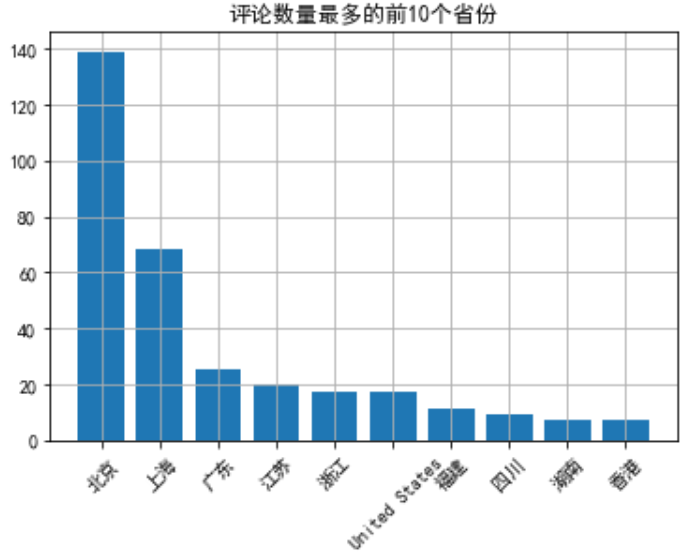 评论数量最多的前10个省份
140
120
100
80
60
40
20
0
北京
上海
广东
江苏
浙江
United States
福建
四川
湖南
香港